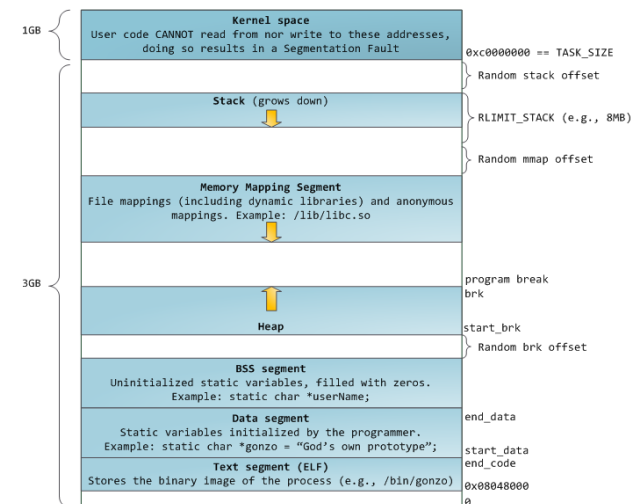 Kernel space
1GB
User code CANNOT read from nor write to these addresses,
doing so results in a Segmentation Fault
0xc0000000 == TASK_SIZE
Random stack offset
Stack (grows down)
RLIMIT_STACK (e.g., 8MB)
Random mmap offset
Memory Mapping Segment
File mappings (including dynamic libraries) and anonymous
mappings. Example: /lib/libc.so
3GB
program break
brk
Heap
start_brk
Random brk offset
BSS segment
Uninitialized static variables, filled with zeros.
Example: static char *userName;
Data segment
end_data
Static variables initialized by the programmer.
Example: static char *gonzo = “God’s own prototype”;
start_data
Text segment (ELF)
end_code
Stores the binary image of the process (e.g., /bin/gonzo)
0x08048000
0